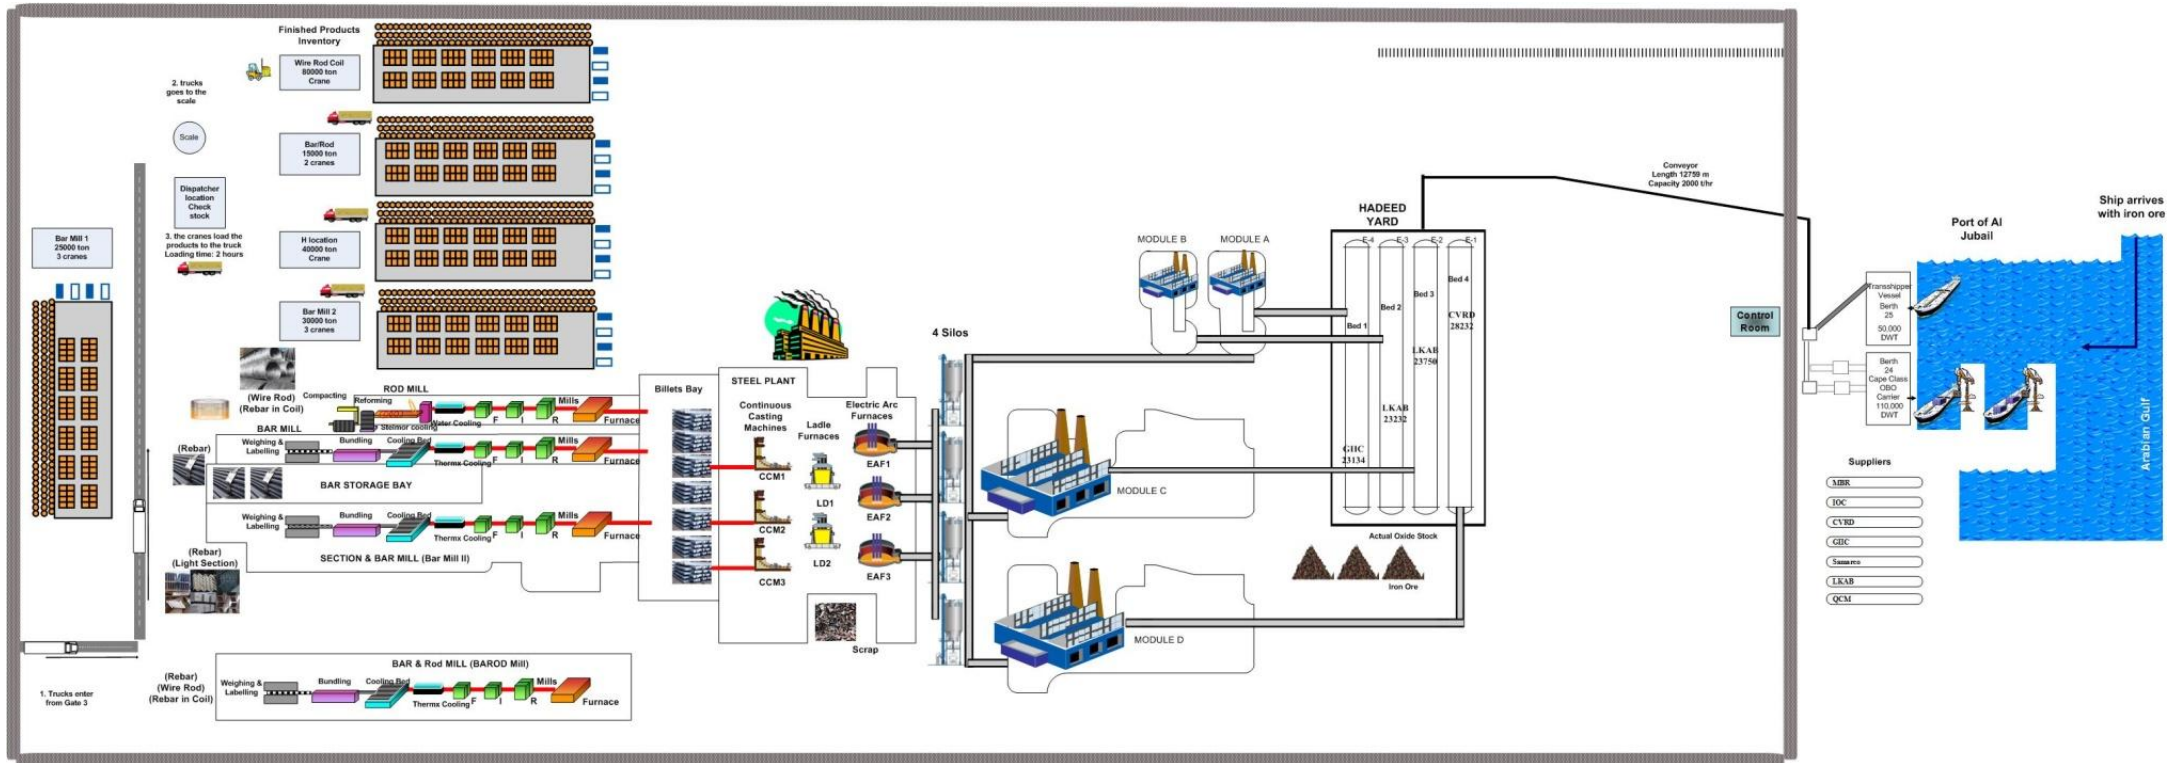 Finished Products
Inventory
Wire Rod Coil
80000 ton
Crane
2. trucks
goes to the
scale
Scale
Bar/Rod
15000 ton
2 cranes
Dispatcher
location
Check
stock
3. the cranes load the
products to the truck
Loading time: 2 hours
H location
40000 ton
Crane
Bar Mill 1
25000 ton
3 cranes
Bar Mill 2
30000 ton
3 cranes
(Wire Rod)
(Rebar in Coil)
ROD MILL
Compacting
Reforming
Stelmor cooling
Water Cooling
F
I
R
Mills
Furnace
BAR MILL
(Rebar)
Weighing &
Labelling
Bundling
Cooling Bed
Thermx Cooling
F
I
R
Mills
Furnace
BAR STORAGE BAY
Weighing &
Labelling
Bundling
Cooling Bed
Thermx Cooling
F
I
R
Mills
Furnace
SECTION & BAR MILL (Bar Mill II)
(Rebar)
(Light Section)
BAR & Rod MILL (BAROD Mill)
(Rebar)
(Wire Rod)
(Rebar in Coil)
Weighing &
Labelling
Bundling
Cooling Bed
Thermx Cooling
F
I
R
Mills
Furnace
1. Trucks enter
from Gate 3
Billets Bay
STEEL PLANT
Continuous
Casting
Machines
CCM1
CCM2
CCM3
Ladle
Furnaces
LD1
LD2
Electric Arc
Furnaces
EAF1
EAF2
EAF3
Scrap
4 Silos
MODULE B
MODULE A
MODULE C
MODULE D
HADEED
YARD
E-4
E-3
E-2
E-1
Bed 1
Bed 2
Bed 3
Bed 4
CVRD
28232
LKAB
23750
LKAB
23232
GIIC
23134
Actual Oxide Stock
Iron Ore
Conveyor
Length 12759 m
Capacity 2000 t/hr
Control
Room
Transshipper
Vessel
Berth
25
50,000
DWT
Berth
24
Cape Class
OBO
Carrier
110,000
DWT
Port of Al
Jubail
Ship arrives
with iron ore
Arabian Gulf
Suppliers
MBR
IOC
CVRD
GIIC
Samarco
LKAB
QCM